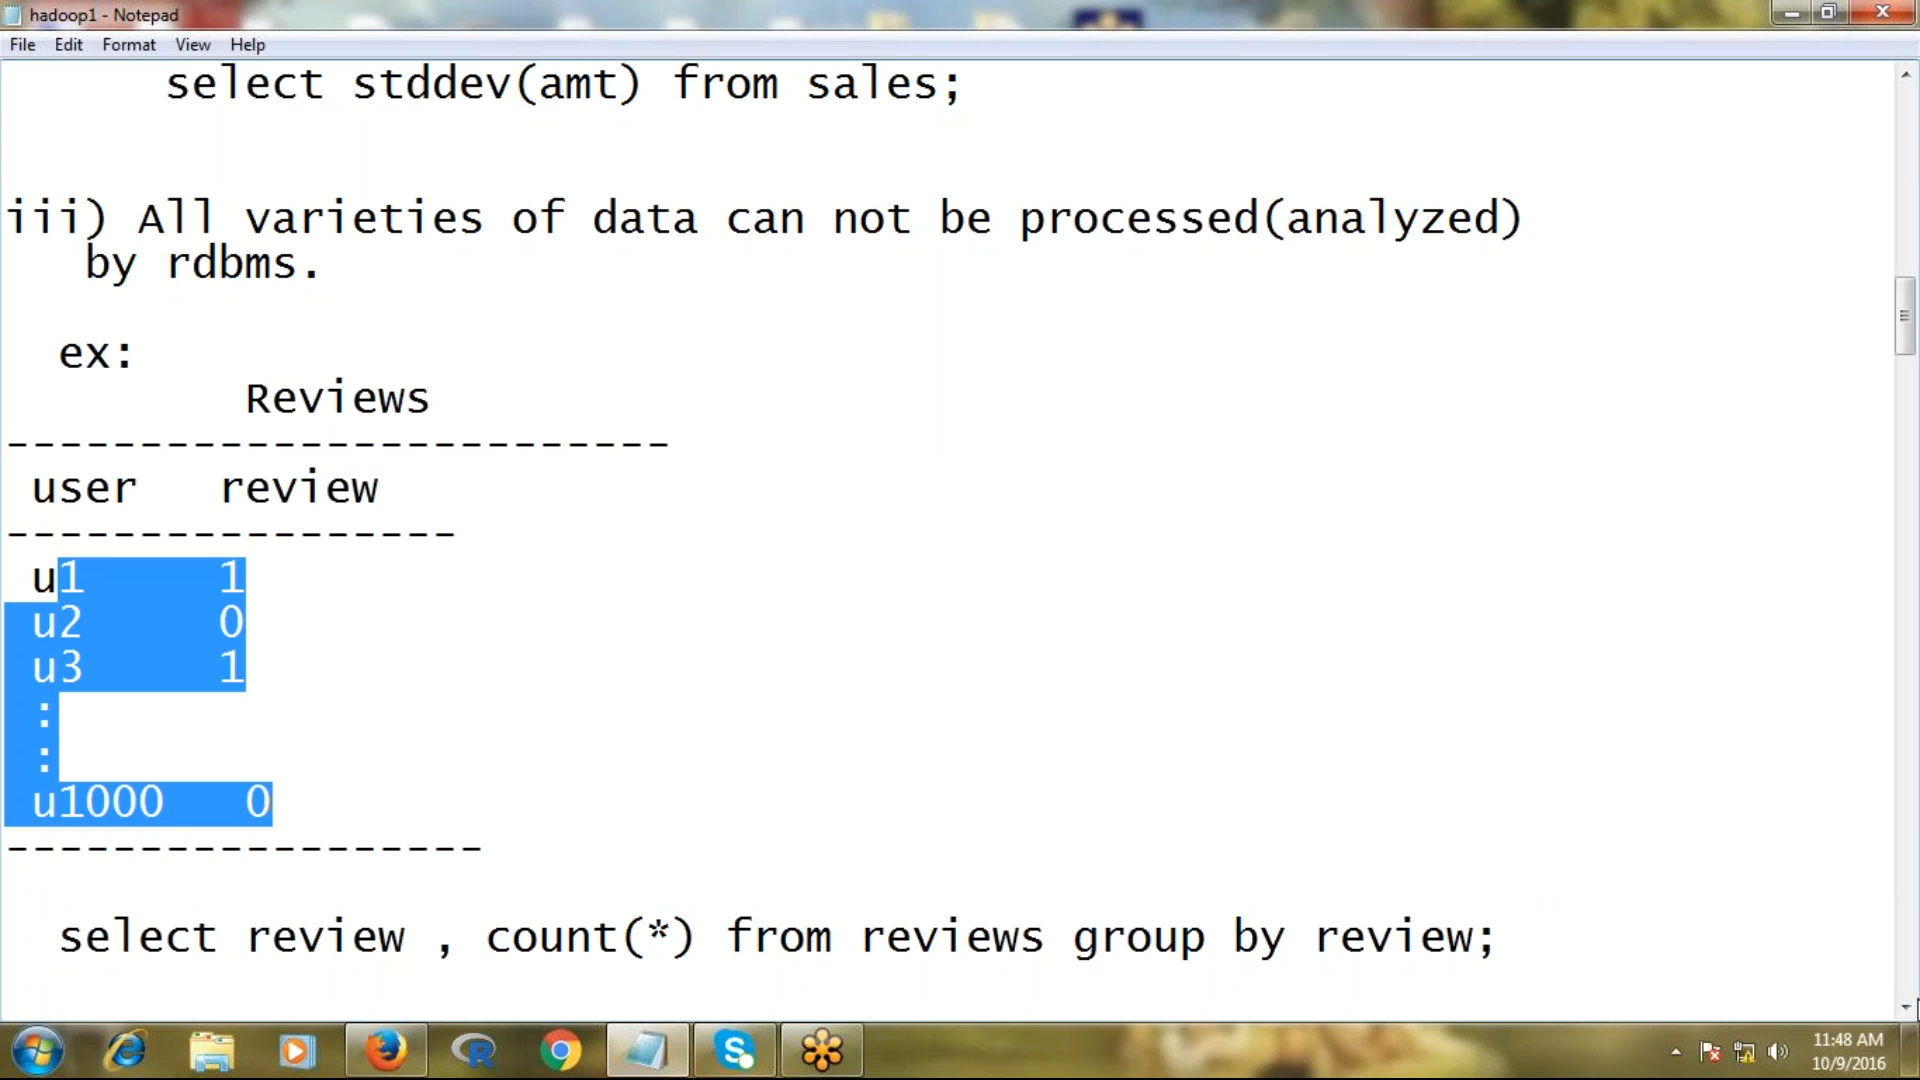 hadoop1 - Notepad
File Edit Format View Help
select stddev(amt) from sales;
iii) All varieties of data can not be processed(analyzed)
by rdbms.
ex:
Reviews
-------------------------
user review
-----------------
u1 1
u2 0
u3 1
:
:
u1000 0
------------------
select review , count(*) from reviews group by review;
11:48 AM
10/9/2016